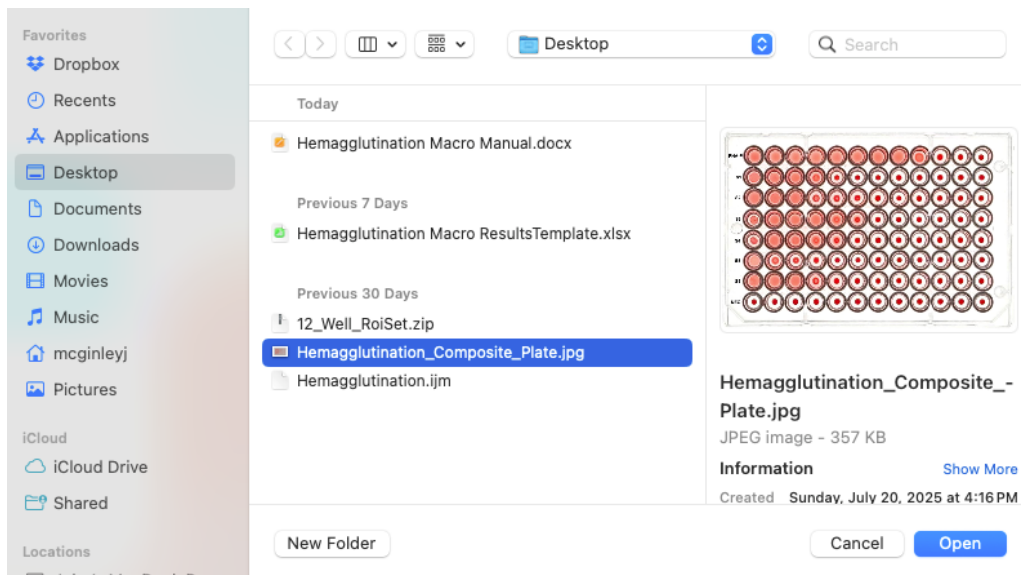 Favorites
Dropbox
Recents
Applications
Desktop
Documents
Downloads
Movies
Music
mcginleyj
Pictures
iCloud
iCloud Drive
Shared
Locations
Desktop
Search
Today
Hemagglutination Macro Manual.docx
Previous 7 Days
Hemagglutination Macro ResultsTemplate.xlsx
Previous 30 Days
12_Well_RoiSet.zip
Hemagglutination_Composite_Plate.jpg
Hemagglutination.ijm
Hemagglutination_Composite_-
Plate.jpg
JPEG image - 357 KB
Information Show More
Created Sunday, July 20, 2025 at 4:16 PM
New Folder
Cancel
Open